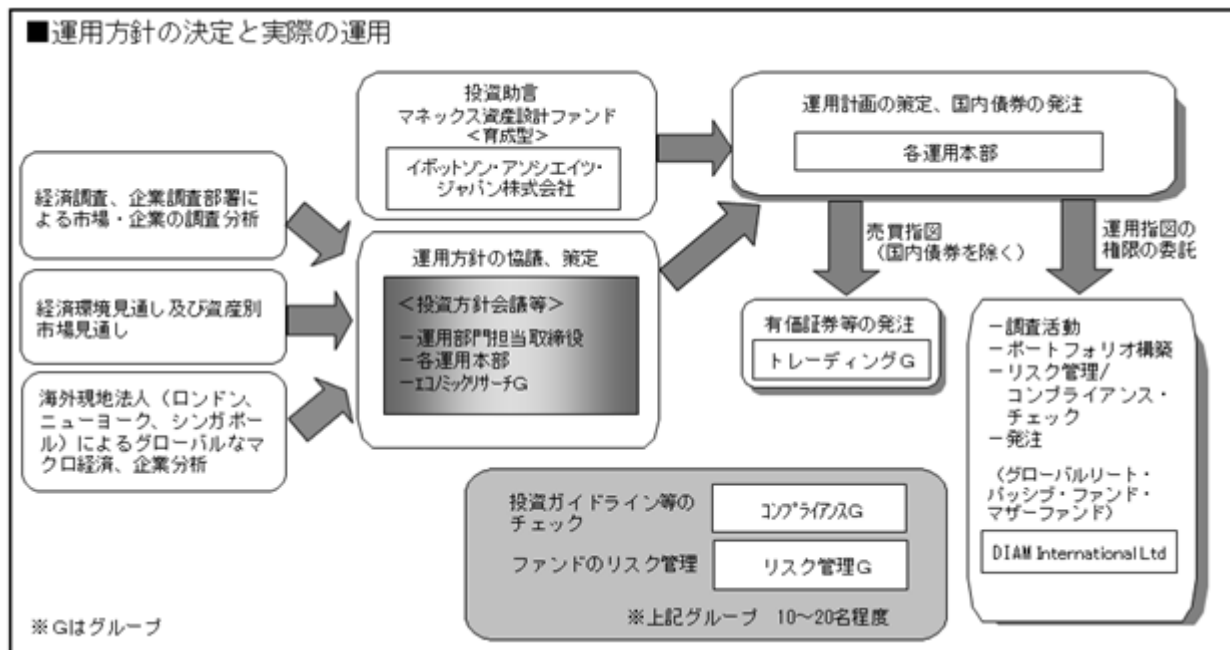 ■運用方針の決定と実際の運用
経済調査、企業調査部署に
よる市場・企業の調査分析
経済環境見通し及び資産別
市場見通し
海外現地法人（ロンドン、
ニューヨーク、シンガポー
ル）によるグローバルなマ
クロ経済、企業分析
投資助言
マネックス資産設計ファンド
<育成型>
イボットソン・アソシエイツ・
ジャパン株式会社
運用方針の協議、策定
＜投資方針会議等＞
－運用部門担当取締役
－各運用本部
－ｴｺﾉﾐｯｸﾘｻｰﾁG
運用計画の策定、国内債券の発注
各運用本部
売買指図
（国内債券を除く）
運用指図の
権限の委託
有価証券等の発注
トレーディングG
－調査活動
－ポートフォリオ構築
－リスク管理/
コンプライアンス・
チェック
－発注
（グローバルリート・
パッシブ・ファンド・
マザーファンド）
DIAM International Ltd
投資ガイドライン等の
チェック
ｺﾝﾌﾟﾗｲｱﾝｽG
ファンドのリスク管理
リスク管理G
※上記グループ　10～20名程度
※Gはグループ